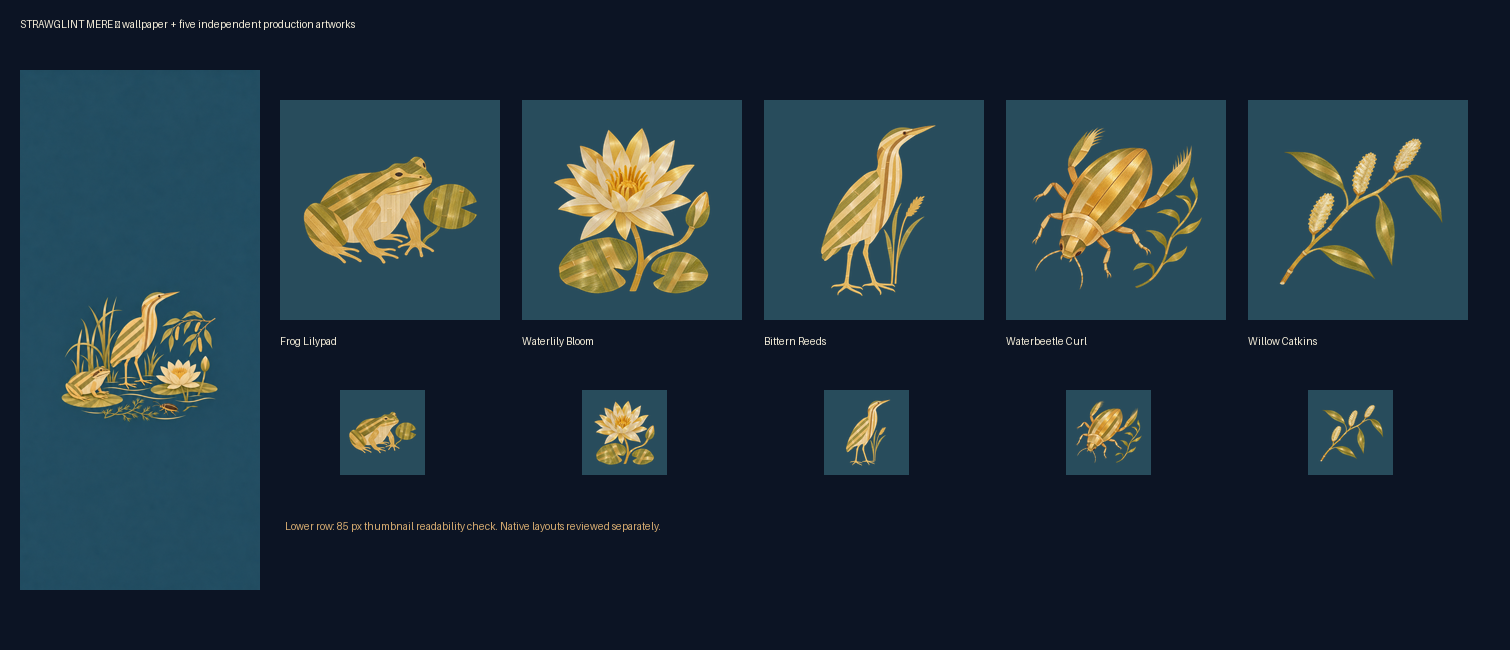 STRAWGLINT MERE ▯ wallpaper + five independent production artworks
Frog Lilypad
Waterlily Bloom
Bittern Reeds
Waterbeetle Curl
Willow Catkins
Lower row: 85 px thumbnail readability check. Native layouts reviewed separately.